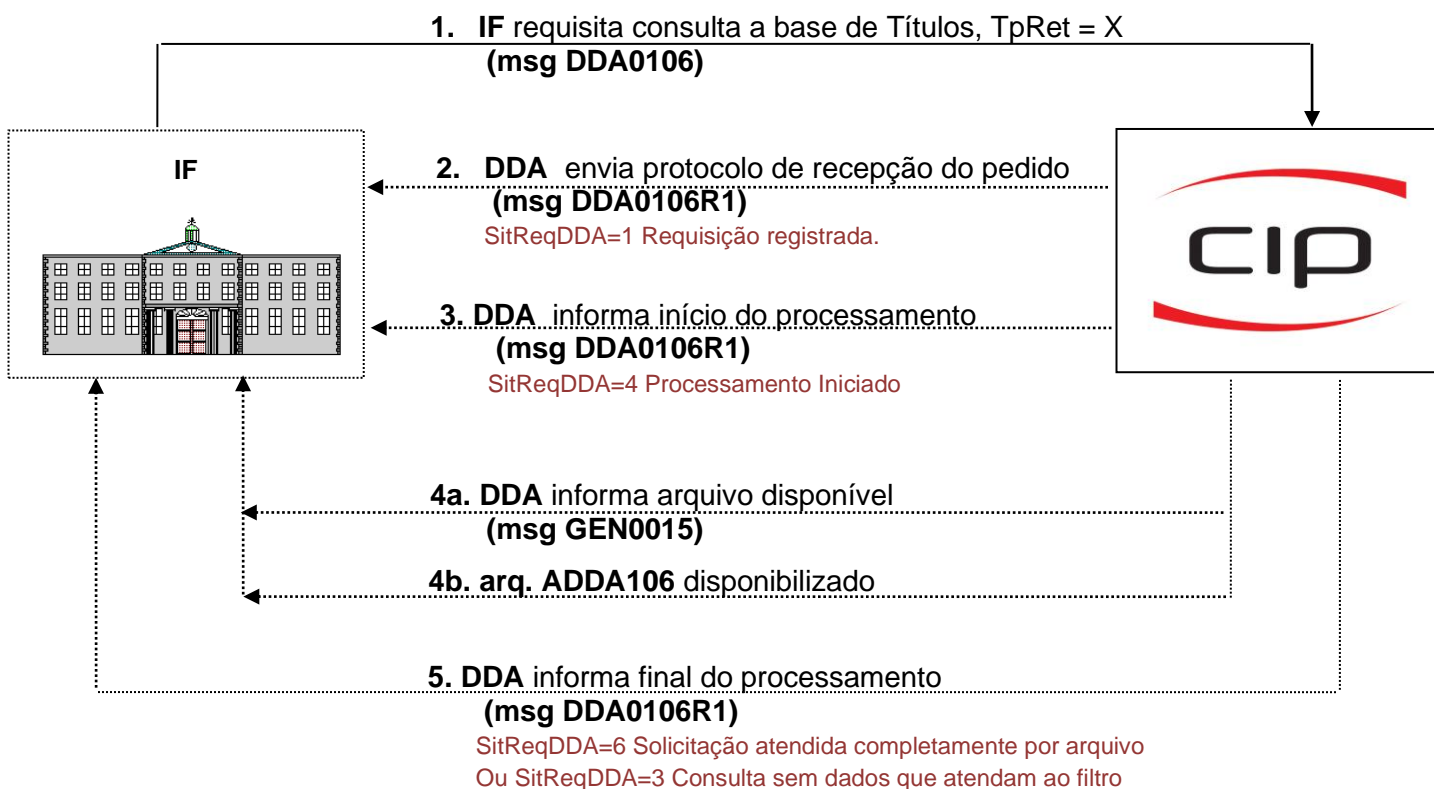 1. IF requisita consulta a base de Títulos, TpRet = X
(msg DDA0106)
IF
2. DDA envia protocolo de recepção do pedido
(msg DDA0106R1)
SitReqDDA=1 Requisição registrada.
cip
3. DDA informa início do processamento
(msg DDA0106R1)
SitReqDDA=4 Processamento Iniciado
4a. DDA informa arquivo disponível
(msg GEN0015)
4b. arq. ADDA106 disponibilizado
5. DDA informa final do processamento
(msg DDA0106R1)
SitReqDDA=6 Solicitação atendida completamente por arquivo
Ou SitReqDDA=3 Consulta sem dados que atendam ao filtro